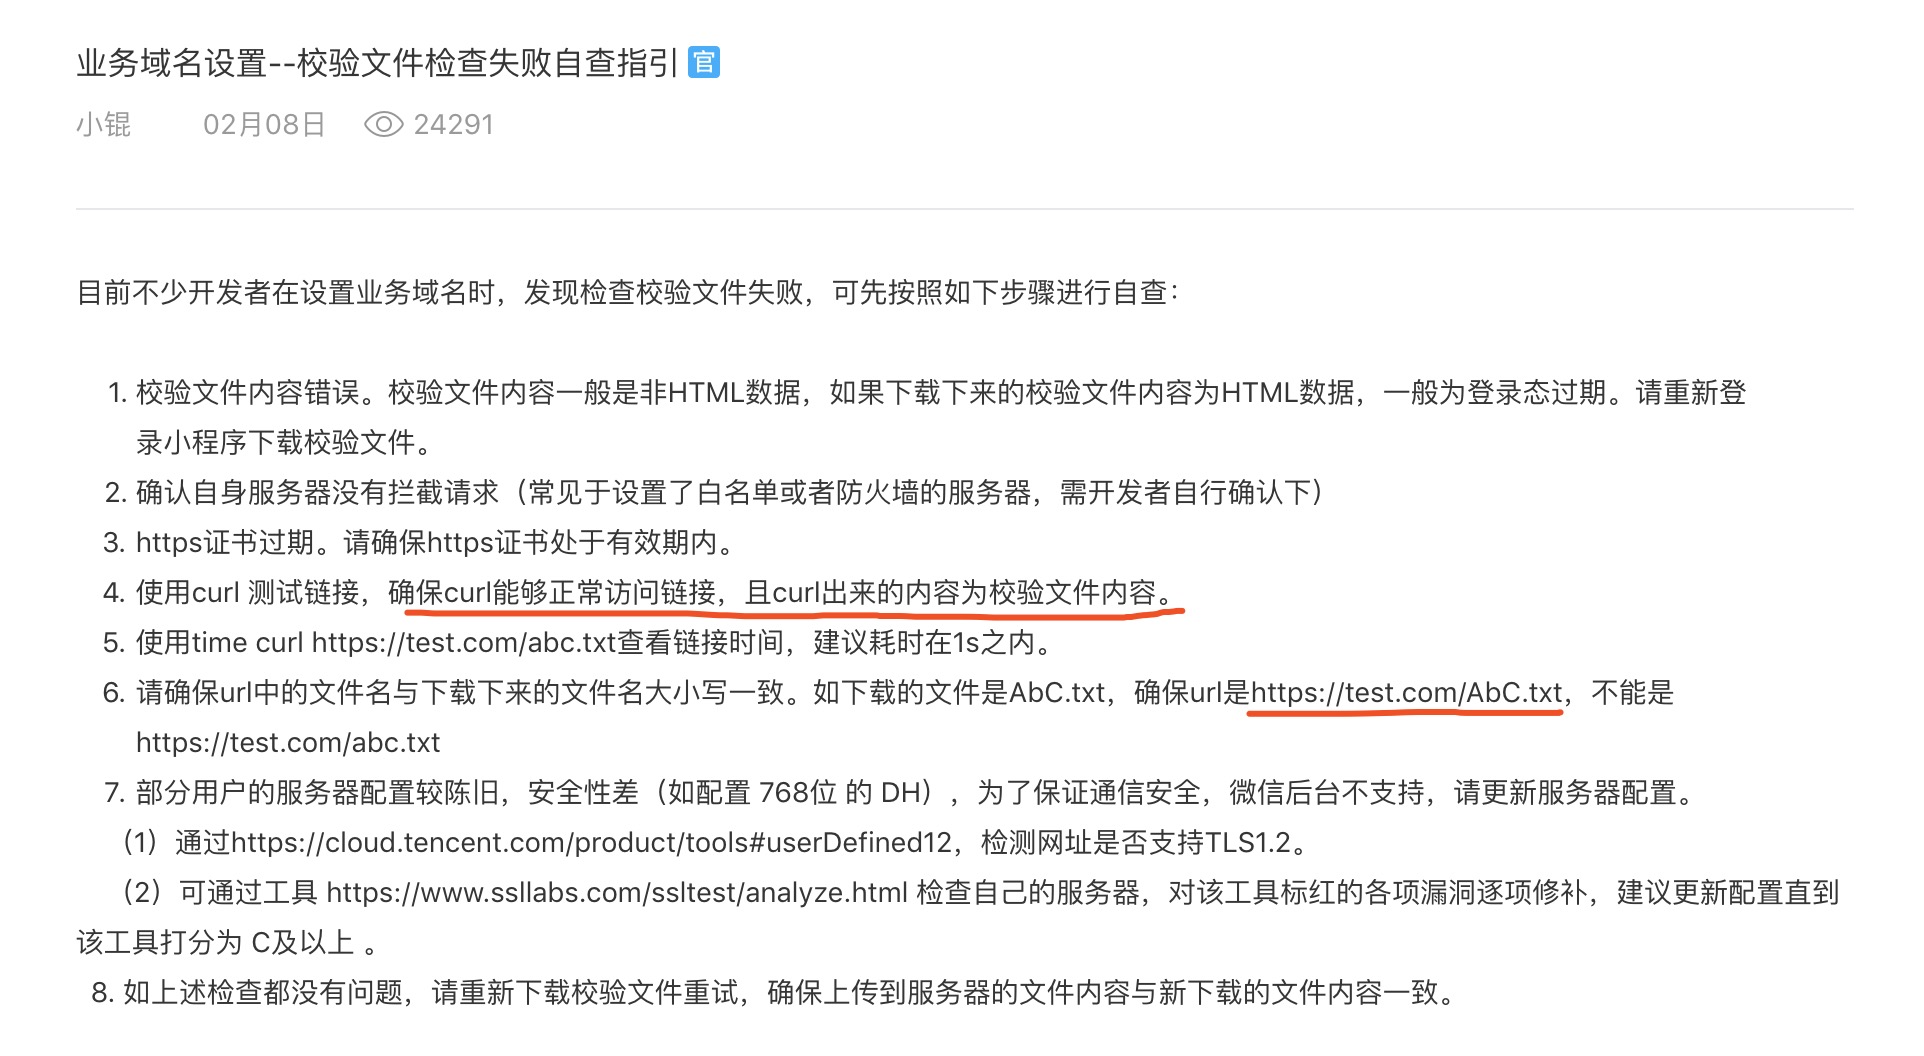 业务域名设置--校验文件检查失败自查指引 官
小锟 02月08日 24291
目前不少开发者在设置业务域名时，发现检查校验文件失败，可先按照如下步骤进行自查：
1. 校验文件内容错误。校验文件内容一般是非HTML数据，如果下载下来的校验文件内容为HTML数据，一般为登录态过期。请重新登
录小程序下载校验文件。
2. 确认自身服务器没有拦截请求（常见于设置了白名单或者防火墙的服务器，需开发者自行确认下）
3. https证书过期。请确保https证书处于有效期内。
4. 使用curl 测试链接，确保curl能够正常访问链接，且curl出来的内容为校验文件内容。
5. 使用time curl https://test.com/abc.txt查看链接时间，建议耗时在1s之内。
6. 请确保url中的文件名与下载下来的文件名大小写一致。如下载的文件是AbC.txt，确保url是https://test.com/AbC.txt，不能是
https://test.com/abc.txt
7. 部分用户的服务器配置较陈旧，安全性差（如配置 768位 的 DH），为了保证通信安全，微信后台不支持，请更新服务器配置。
（1）通过https://cloud.tencent.com/product/tools#userDefined12，检测网址是否支持TLS1.2。
（2）可通过工具 https://www.ssllabs.com/ssltest/analyze.html 检查自己的服务器，对该工具标红的各项漏洞逐项修补，建议更新配置直到
该工具打分为 C及以上 。
8. 如上述检查都没有问题，请重新下载校验文件重试，确保上传到服务器的文件内容与新下载的文件内容一致。